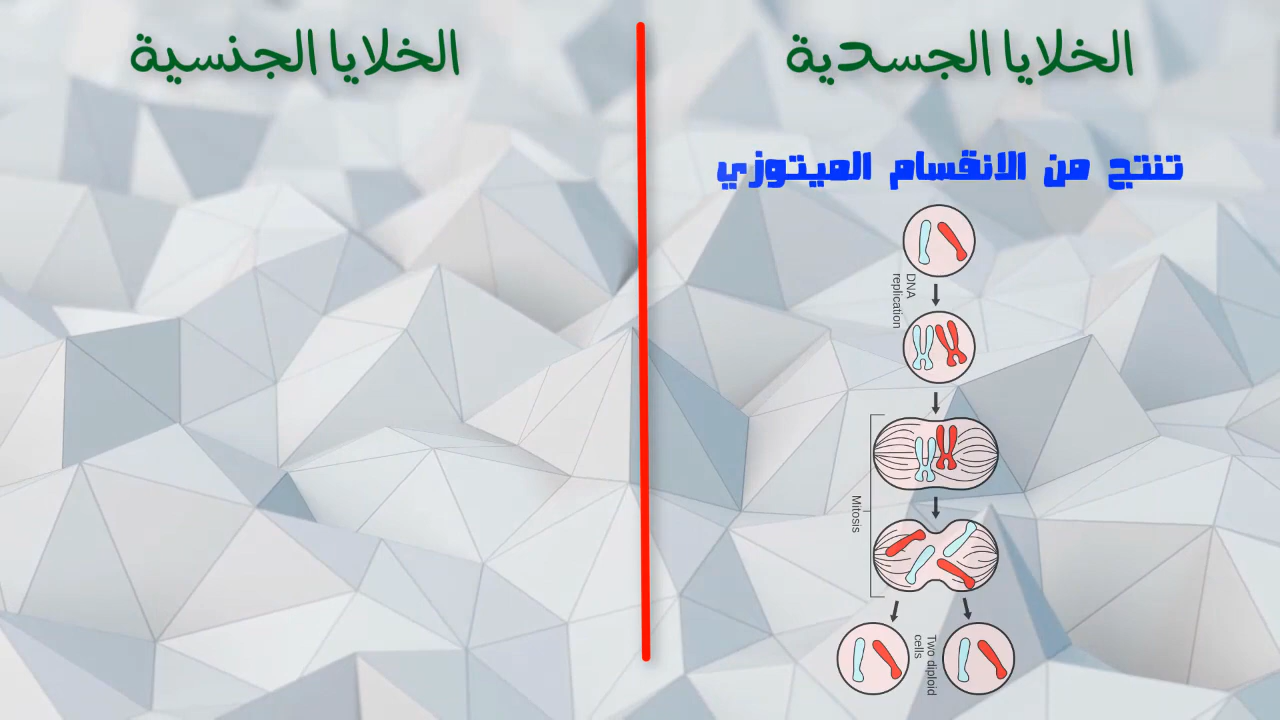 الخلايا الجسدية
الخلايا الجنسية
تنتج من الانقسام الميتوزي
DNA
replication
Mitosis
Two diploid
cells